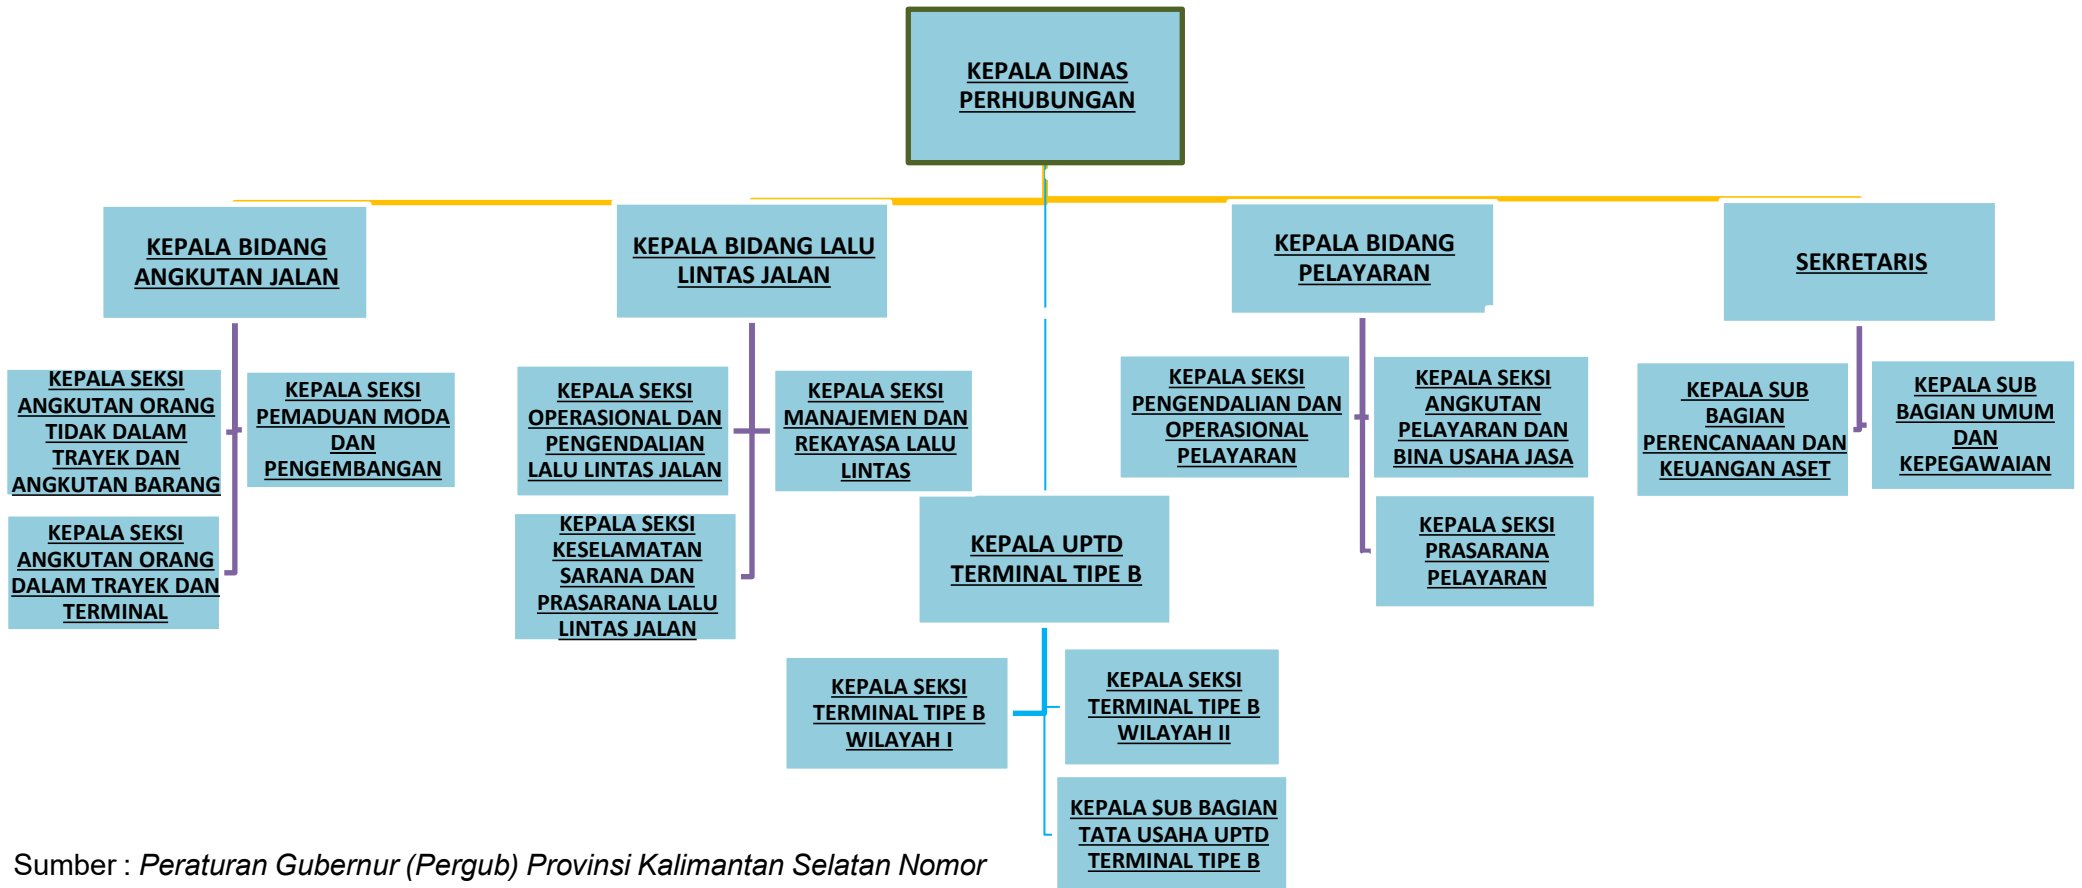 KEPALA DINAS
PERHUBUNGAN
KEPALA BIDANG
ANGKUTAN JALAN
KEPALA BIDANG LALU
LINTAS JALAN
KEPALA BIDANG
PELAYARAN
SEKRETARIS
KEPALA SEKSI
ANGKUTAN ORANG
TIDAK DALAM
TRAYEK DAN
ANGKUTAN BARANG
KEPALA SEKSI
PEMADUAN MODA
DAN
PENGEMBANGAN
KEPALA SEKSI
OPERASIONAL DAN
PENGENDALIAN
LALU LINTAS JALAN
KEPALA SEKSI
MANAJEMEN DAN
REKAYASA LALU
LINTAS
KEPALA SEKSI
PENGENDALIAN DAN
OPERASIONAL
PELAYARAN
KEPALA SEKSI
ANGKUTAN
PELAYARAN DAN
BINA USAHA JASA
KEPALA SUB
BAGIAN
PERENCANAAN DAN
KEUANGAN ASET
KEPALA SUB
BAGIAN UMUM
DAN
KEPEGAWAIAN
KEPALA SEKSI
ANGKUTAN ORANG
DALAM TRAYEK DAN
TERMINAL
KEPALA SEKSI
KESELAMATAN
SARANA DAN
PRASARANA LALU
LINTAS JALAN
KEPALA UPTD
TERMINAL TIPE B
KEPALA SEKSI
PRASARANA
PELAYARAN
KEPALA SEKSI
TERMINAL TIPE B
WILAYAH I
KEPALA SEKSI
TERMINAL TIPE B
WILAYAH II
KEPALA SUB BAGIAN
TATA USAHA UPTD
TERMINAL TIPE B
Sumber : Peraturan Gubernur (Pergub) Provinsi Kalimantan Selatan Nomor